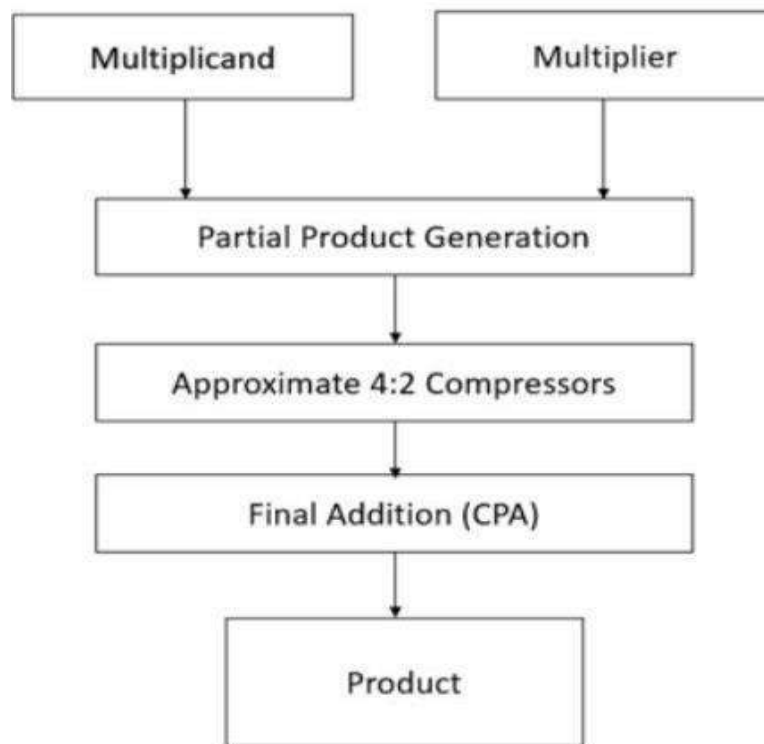 Multiplicand
Multiplier
Partial Product Generation
Approximate 4:2 Compressors
Final Addition (CPA)
Product